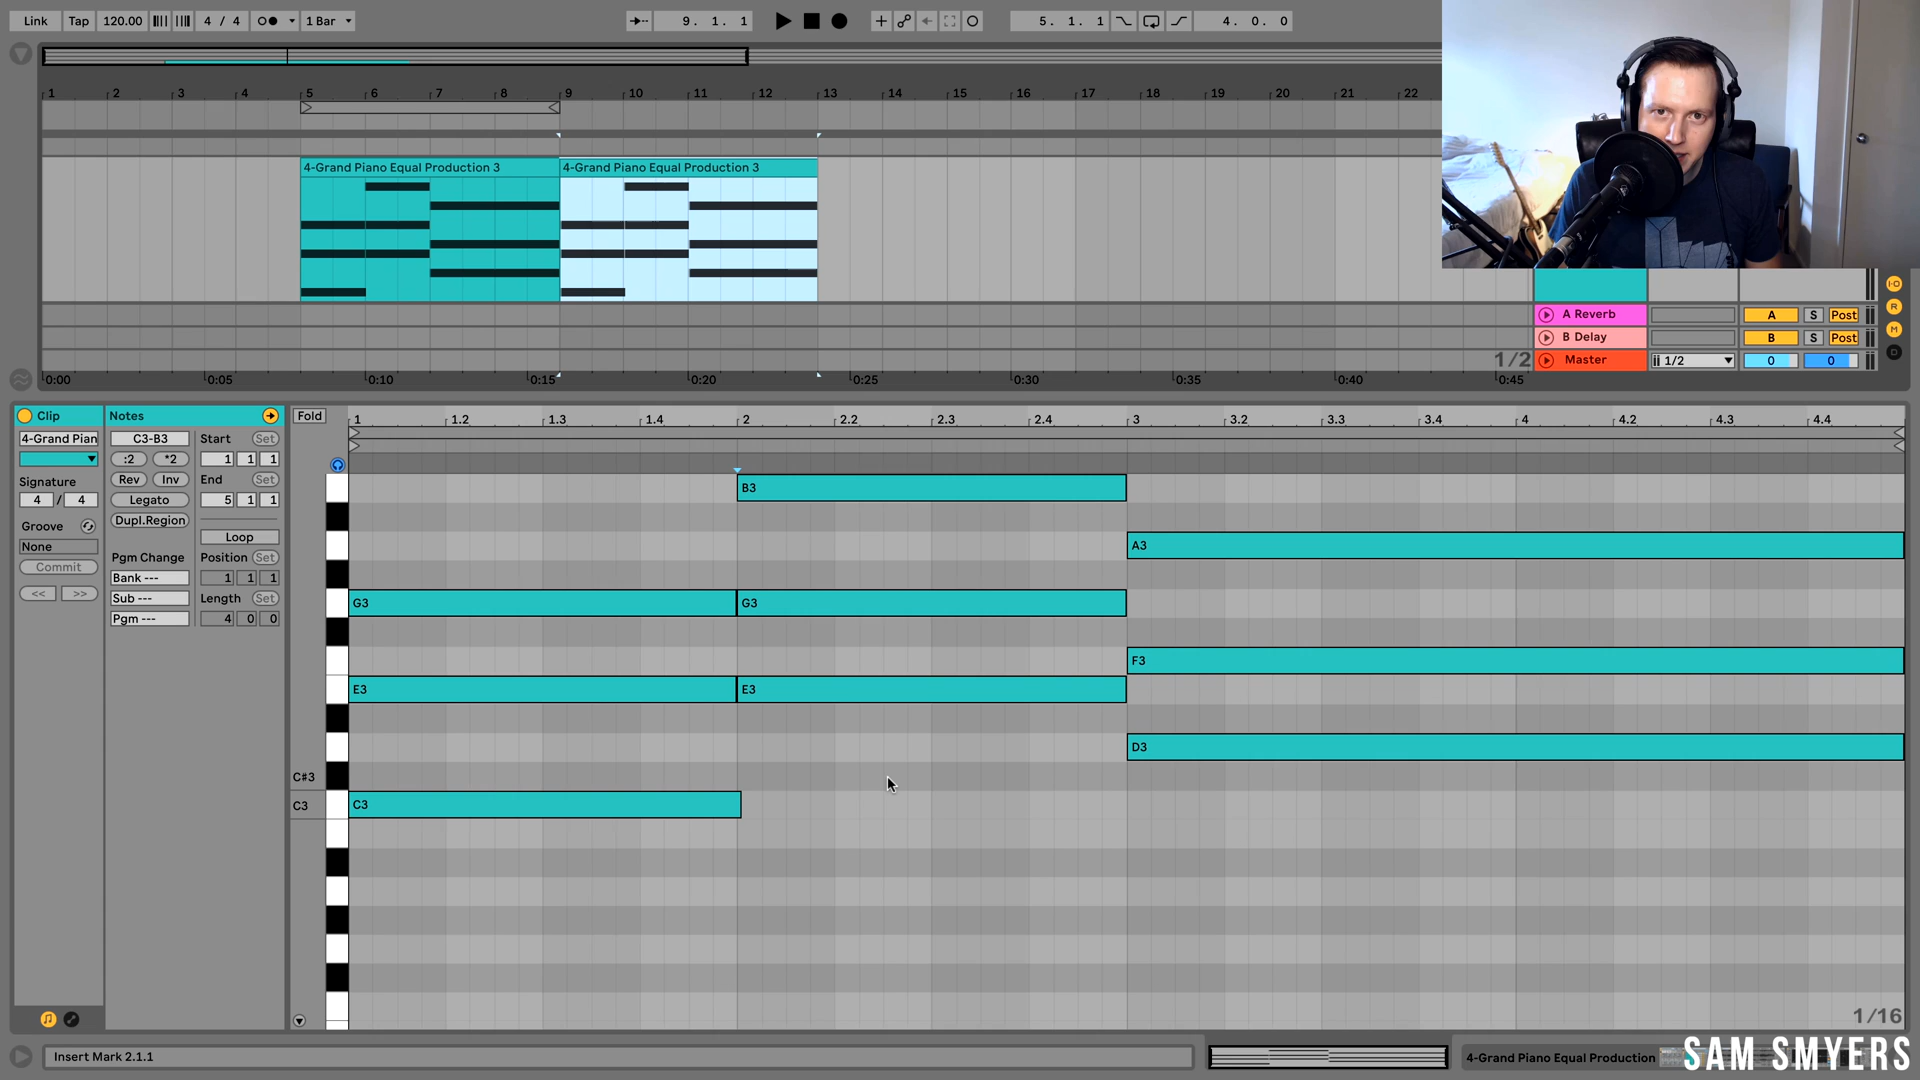 Link Tap 120.00 4 / 4 1 Bar 9. 1. 1 5. 1. 1 4. 0. 0
1 2 3 4 5 6 7 8 9 10 11 12 13 14 15 16 17 18 19 20 21 22
4-Grand Piano Equal Production 3 4-Grand Piano Equal Production 3
I·O
R
M
D
A Reverb A S Post
B Delay B S Post
1/2 Master 1/2 0 0
0:00 0:05 0:10 0:15 0:20 0:25 0:30 0:35 0:40 0:45
Clip Notes Fold 1 1.2 1.3 1.4 2 2.2 2.3 2.4 3 3.2 3.3 3.4 4 4.2 4.3 4.4
4-Grand Pian C3-B3 Start Set
:2 *2 1 1 1
Signature Rev Inv End Set
4 / 4 Legato 5 1 1
Groove Dupl.Region
None Loop
Commit Pgm Change Position Set
<< >> Bank --- 1 1 1
Sub --- Length Set
Pgm --- 4 0 0
B3
A3
G3 G3
F3
E3 E3
D3
C#3
C3 C3
1/16
Insert Mark 2.1.1 4-Grand Piano Equal Production
SAM SMYERS